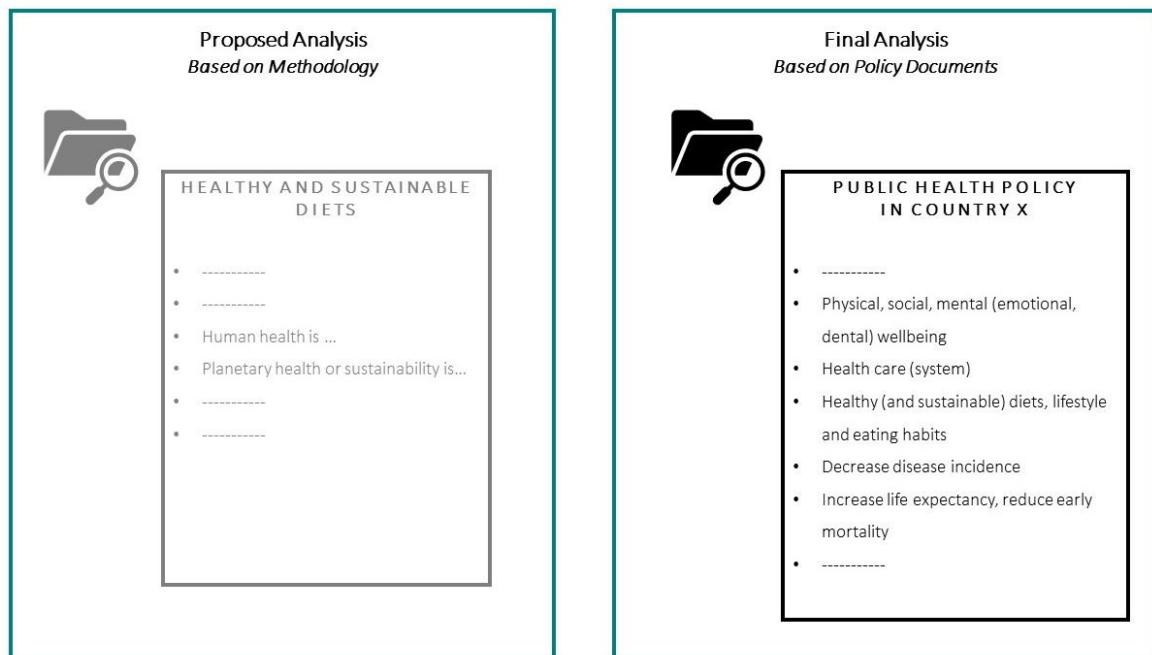 Proposed Analysis
Based on Methodology
HEALTHY AND SUSTAINABLE
DIETS
• -----------
• -----------
• Human health is ...
• Planetary health or sustainability is...
• -----------
• -----------
Final Analysis
Based on Policy Documents
PUBLIC HEALTH POLICY
IN COUNTRY X
• -----------
• Physical, social, mental (emotional,
dental) wellbeing
• Health care (system)
• Healthy (and sustainable) diets, lifestyle
and eating habits
• Decrease disease incidence
• Increase life expectancy, reduce early
mortality
• -----------